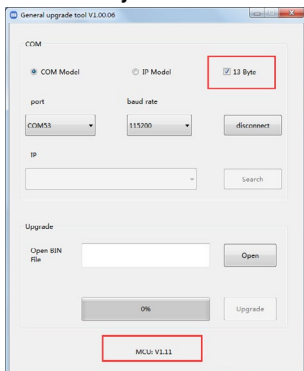 General upgrade tool V1.00.06
COM
COM Model
IP Model
13 Byte
port
baud rate
COM53
115200
disconnect
IP
Search
Upgrade
Open BIN
File
Open
0%
Upgrade
MCU: V1.11